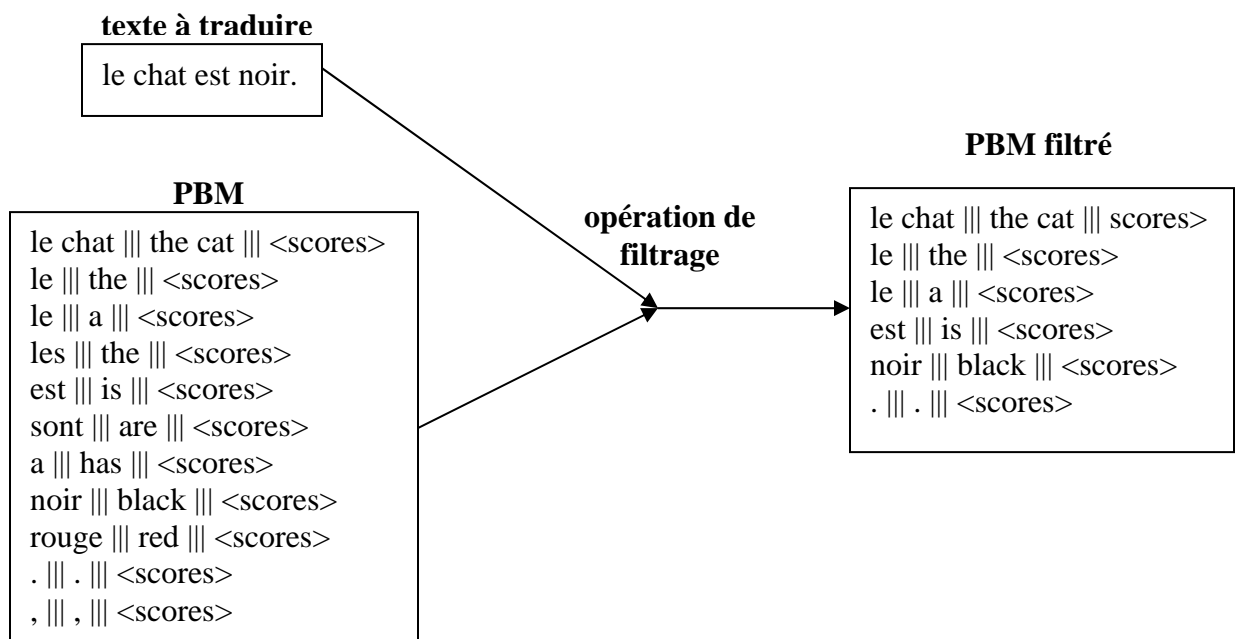 texte à traduire
le chat est noir.
PBM
le chat ||| the cat ||| <scores>
le ||| the ||| <scores>
le ||| a ||| <scores>
les ||| the ||| <scores>
est ||| is ||| <scores>
sont ||| are ||| <scores>
a ||| has ||| <scores>
noir ||| black ||| <scores>
rouge ||| red ||| <scores>
. ||| . ||| <scores>
, ||| , ||| <scores>
opération de
filtrage
PBM filtré
le chat ||| the cat ||| scores>
le ||| the ||| <scores>
le ||| a ||| <scores>
est ||| is ||| <scores>
noir ||| black ||| <scores>
. ||| . ||| <scores>